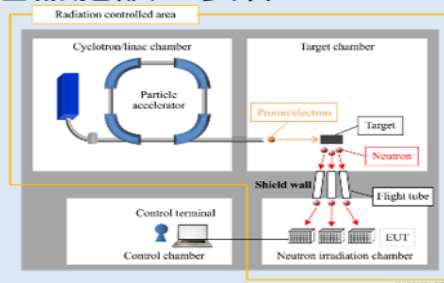 Radiation controlled area
Cyclotron/linac chamber
Target chamber
Particle
accelerator
Proton/electron
Target
Neutron
Shield wall
Flight tube
Control terminal
EUT
Control chamber
Neutron irradiation chamber